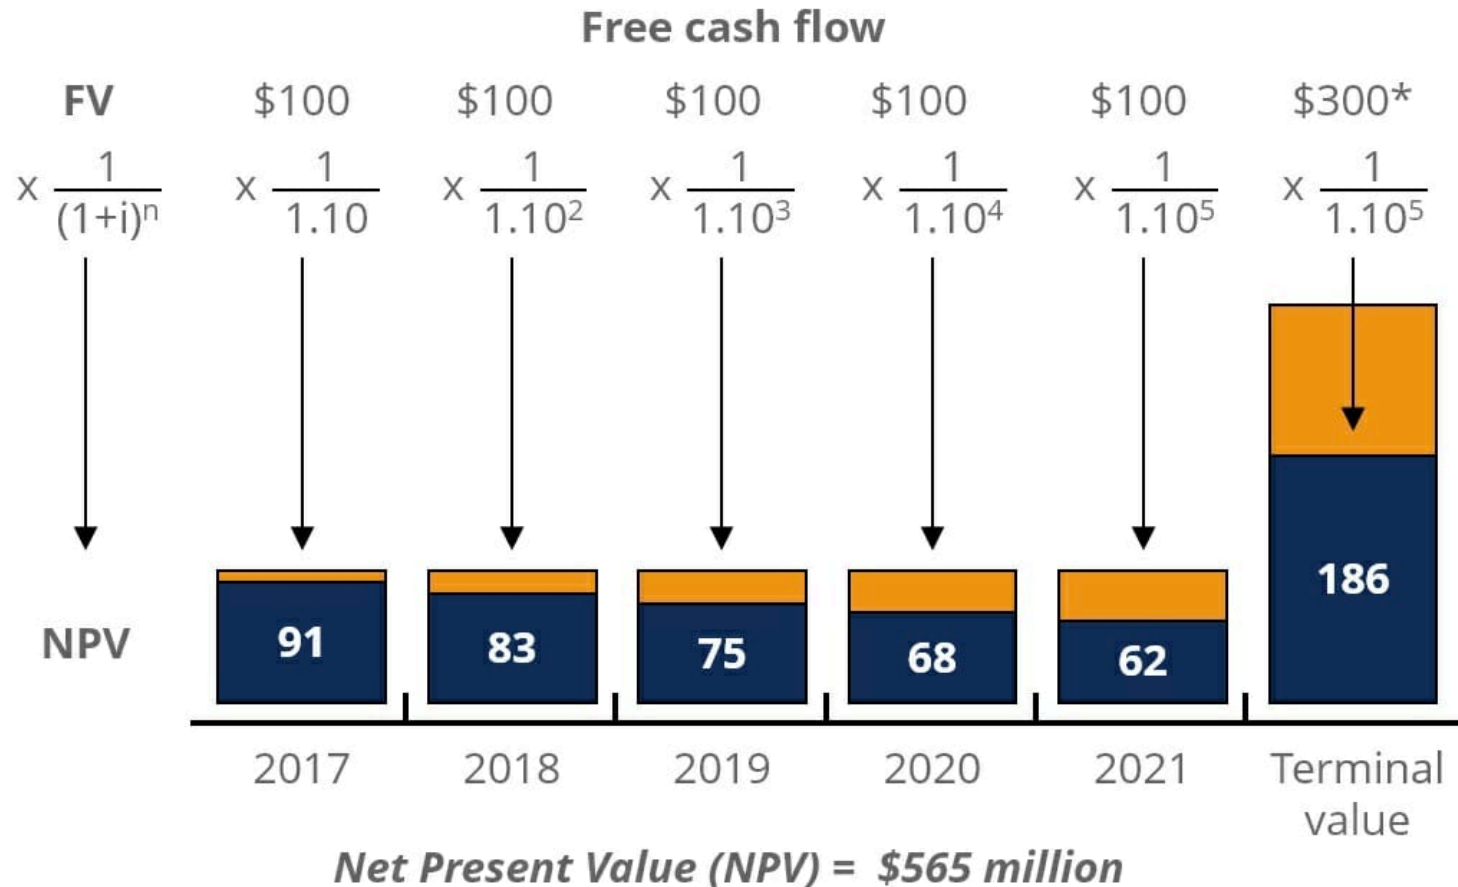 Free cash flow
FV $100 $100 $100 $100 $100 $300*
x 1/(1+i)ⁿ x 1/1.10 x 1/1.10² x 1/1.10³ x 1/1.10⁴ x 1/1.10⁵ x 1/1.10⁵
NPV 91 83 75 68 62 186
2017 2018 2019 2020 2021 Terminal
value
Net Present Value (NPV) = $565 million